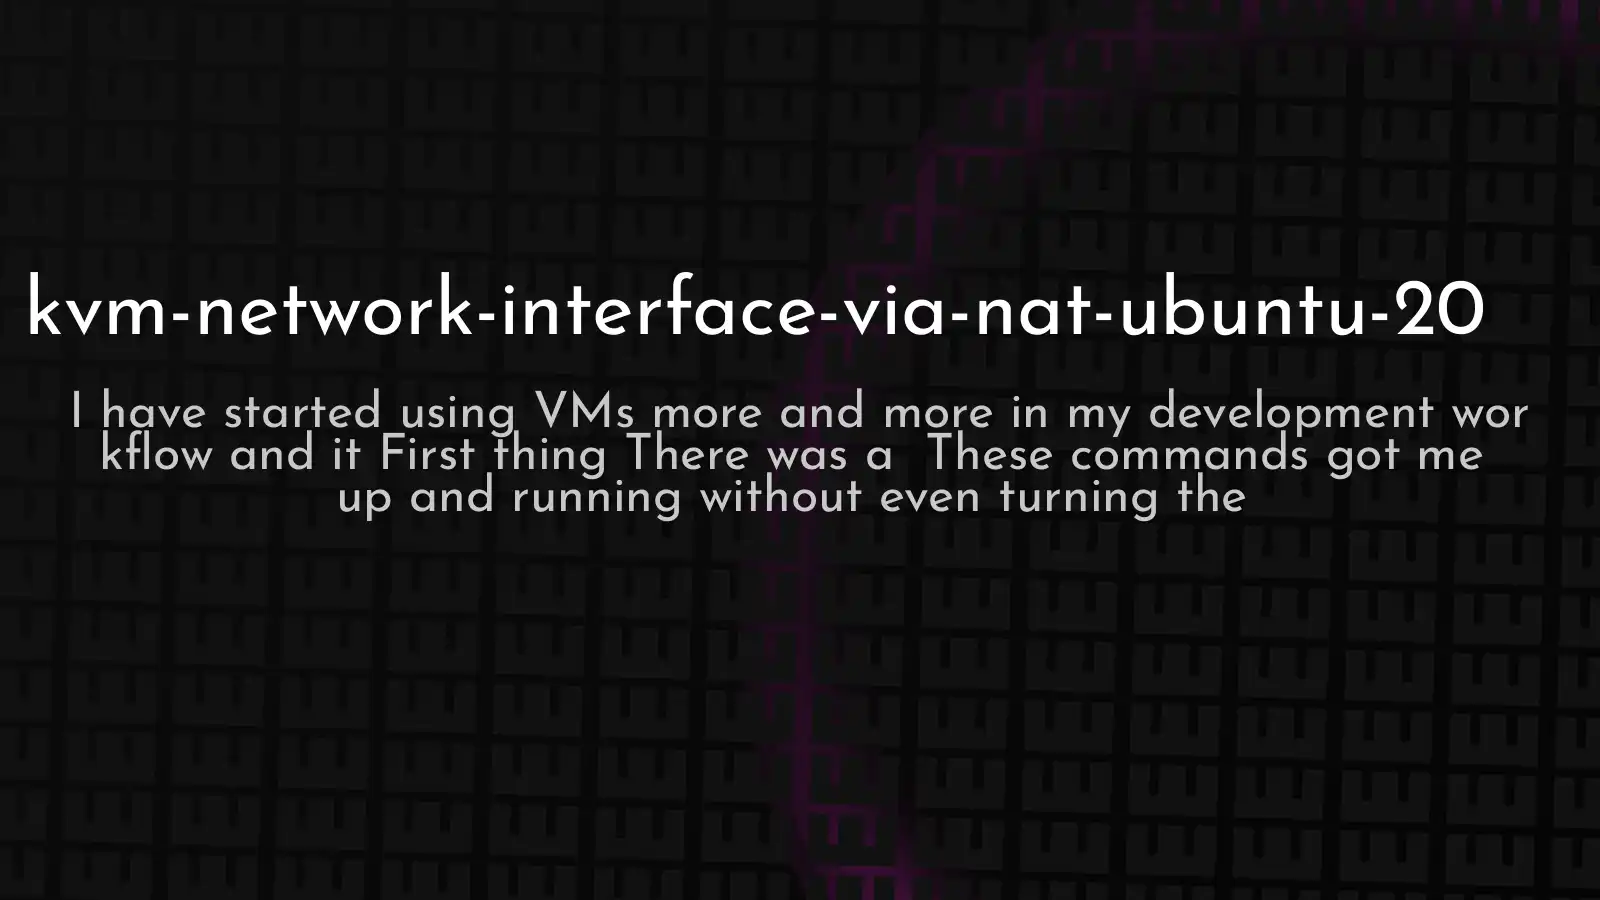 kvm-network-interface-via-nat-ubuntu-20
I have started using VMs more and more in my development wor
kflow and it First thing There was a  These commands got me
up and running without even turning the